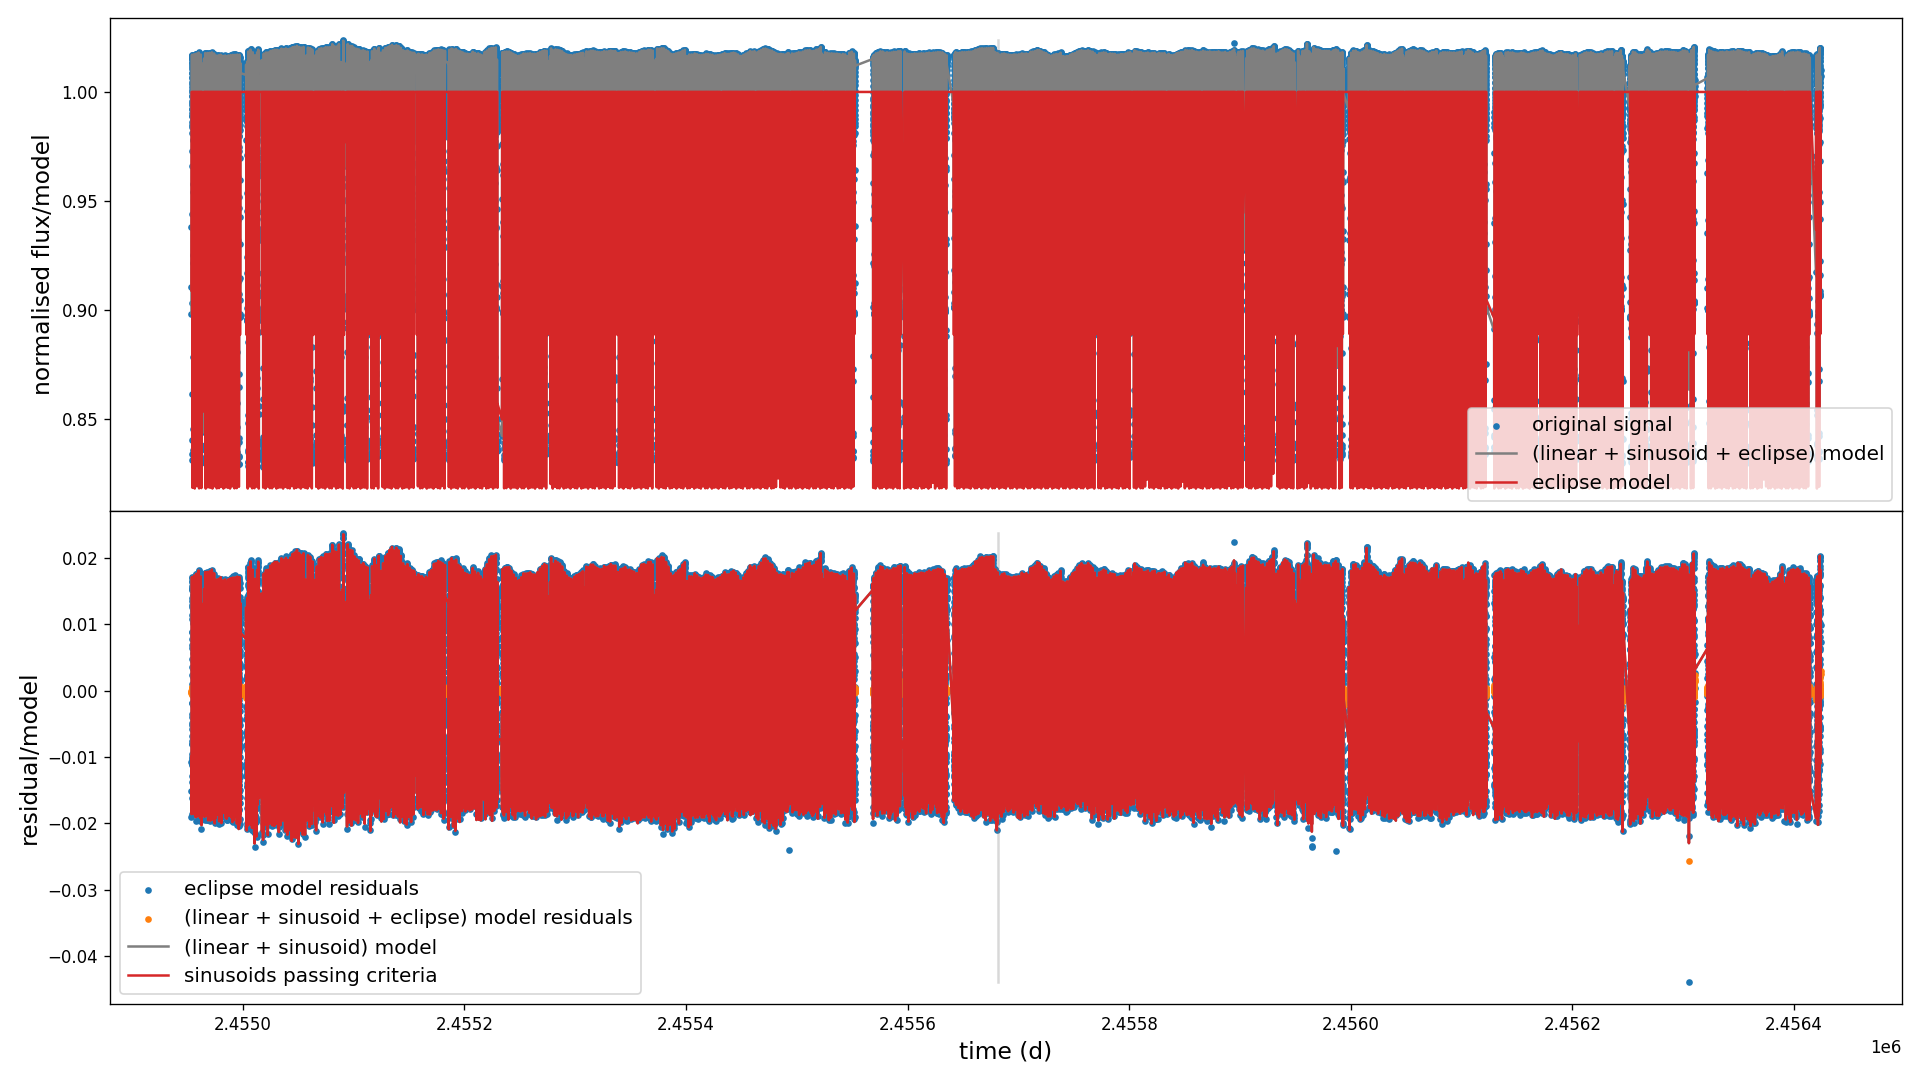 normalised flux/model
1.00
0.95
0.90
0.85
original signal
(linear + sinusoid + eclipse) model
eclipse model
residual/model
0.02
0.01
0.00
−0.01
−0.02
−0.03
−0.04
eclipse model residuals
(linear + sinusoid + eclipse) model residuals
(linear + sinusoid) model
sinusoids passing criteria
2.4550 2.4552 2.4554 2.4556 2.4558 2.4560 2.4562 2.4564
1e6
time (d)